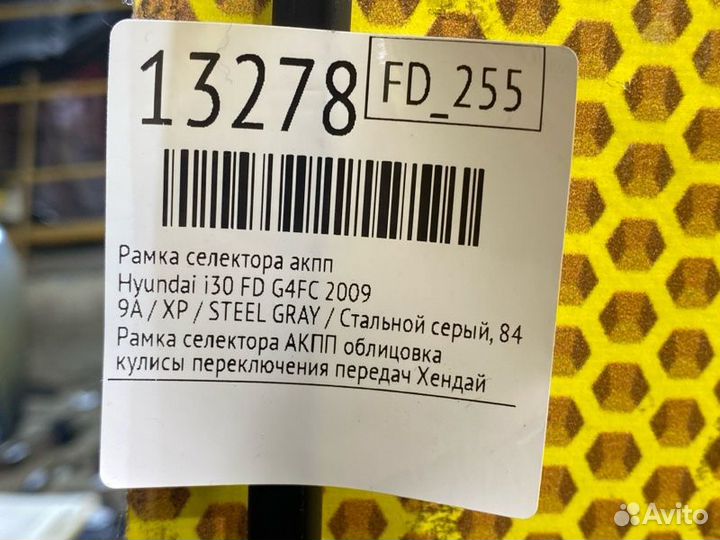 13278
FD_255
Рамка селектора акпп
Hyundai i30 FD G4FC 2009
9A / XP / STEEL GRAY / Стальной серый, 84
Рамка селектора АКПП облицовка
кулисы переключения передач Хендай
Avito